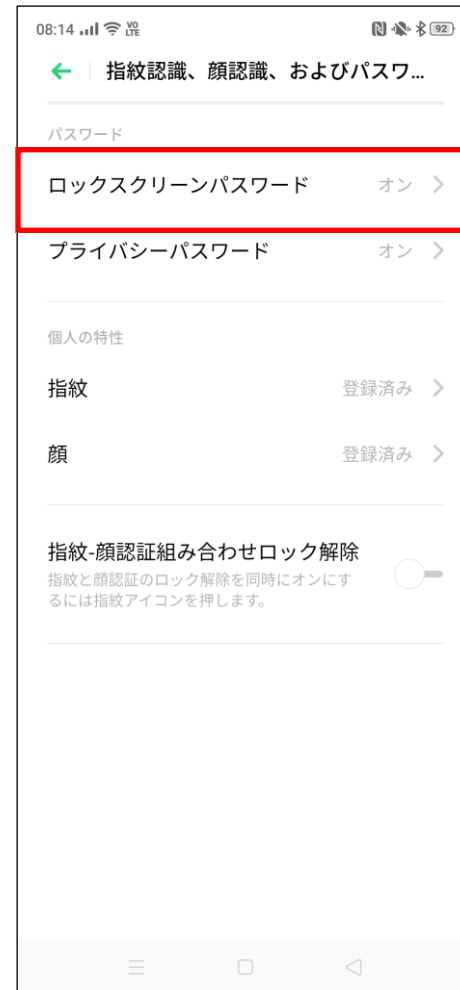 08:14 VO LTE 92
指紋認識、顔認識、およびパスワ...
パスワード
ロックスクリーンパスワード オン
プライバシーパスワード オン
個人の特性
指紋 登録済み
顔 登録済み
指紋-顔認証組み合わせロック解除
指紋と顔認証のロック解除を同時にオンにす
るには指紋アイコンを押します。